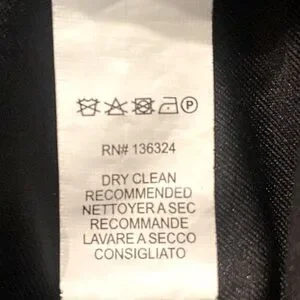 P
RN# 136324
DRY CLEAN
RECOMMENDED
NETTOYER A SEC
RECOMMANDE
LAVARE A SECCO
CONSIGLIATO